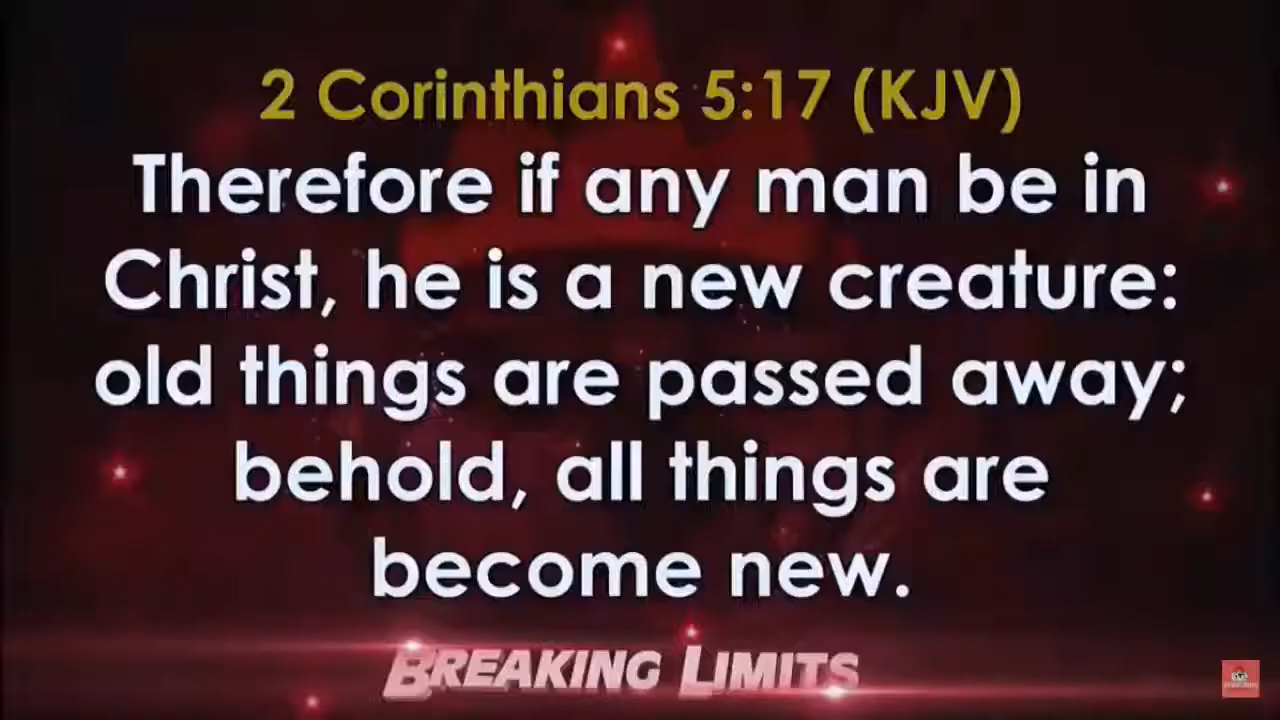 2 Corinthians 5:17 (KJV)
Therefore if any man be in
Christ, he is a new creature:
old things are passed away;
behold, all things are
become new.
BREAKING LIMITS